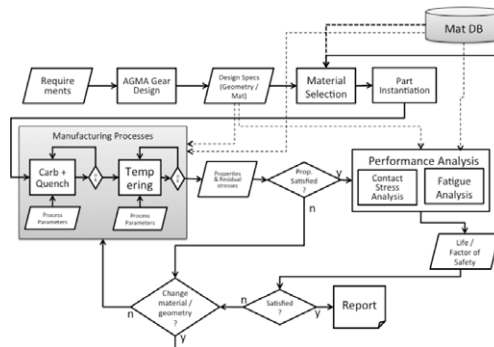 Mat DB
Require
ments
AGMA Gear
Design
Design Specs
(Geometry /
Mat)
Material
Selection
Part
Instantiation
Manufacturing Processes
Carb +
Quench
Temp
ering
Process
Parameters
Process
Parameters
Properties
& Residual
stresses
Prop.
Satisfied
?
y
n
Performance Analysis
Contact
Stress
Analysis
Fatigue
Analysis
Life /
Factor of
Safety
Change
material /
geometry
?
n
y
n
Satisfied
?
y
Report